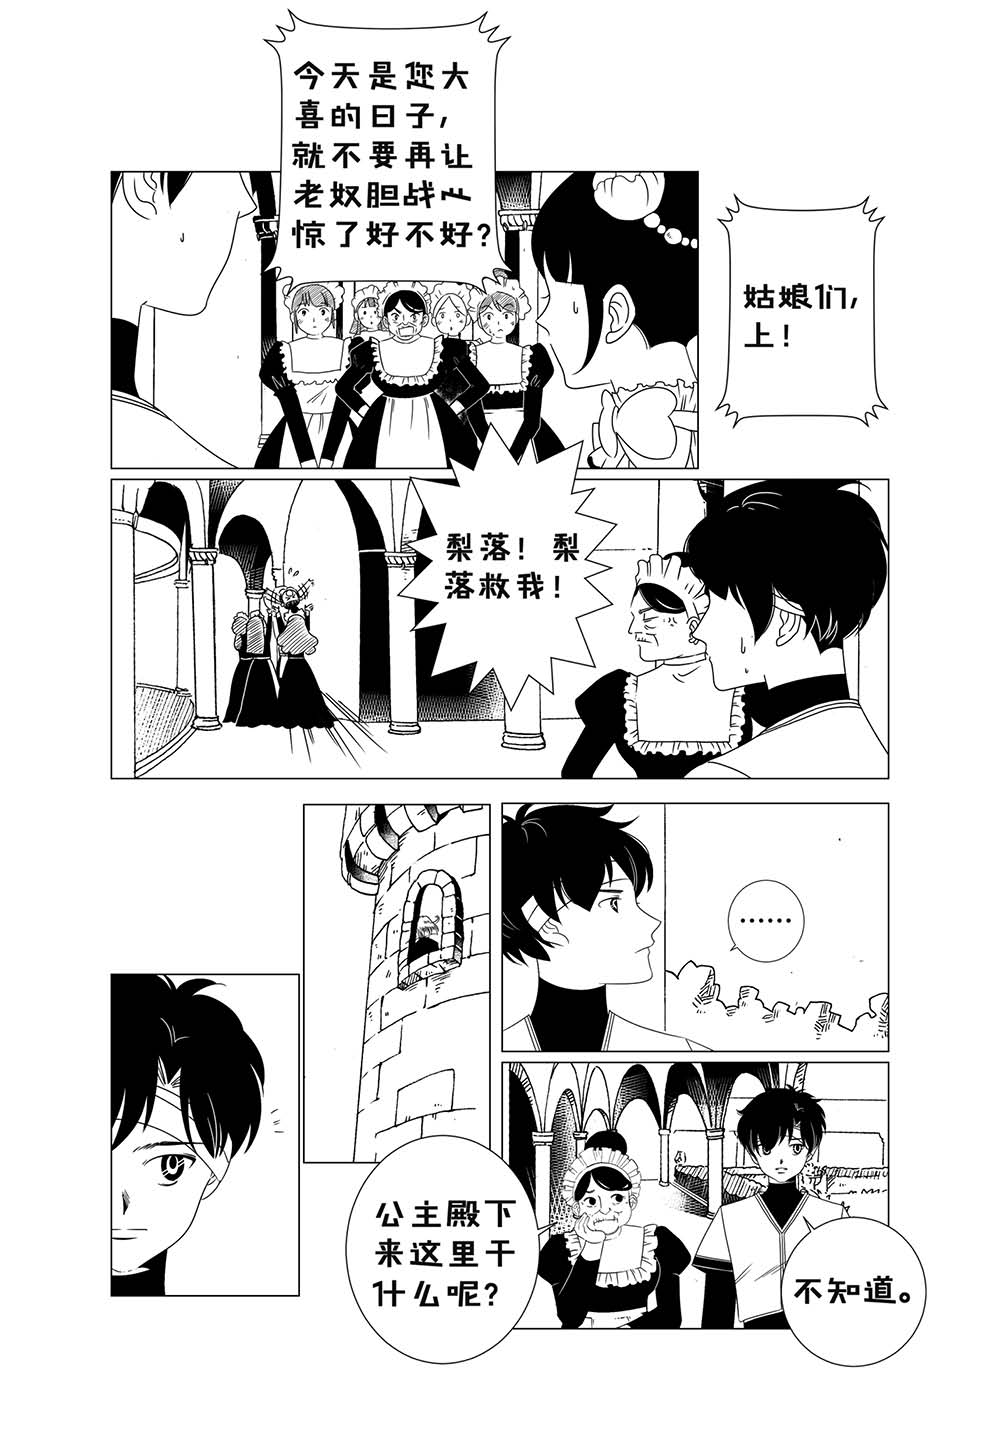 今天是您大
喜的日子，
就不要再让
老奴胆战心
惊了好不好？
姑娘们，
上！
梨落！梨
落救我！
……
公主殿下
来这里干
什么呢？
不知道。